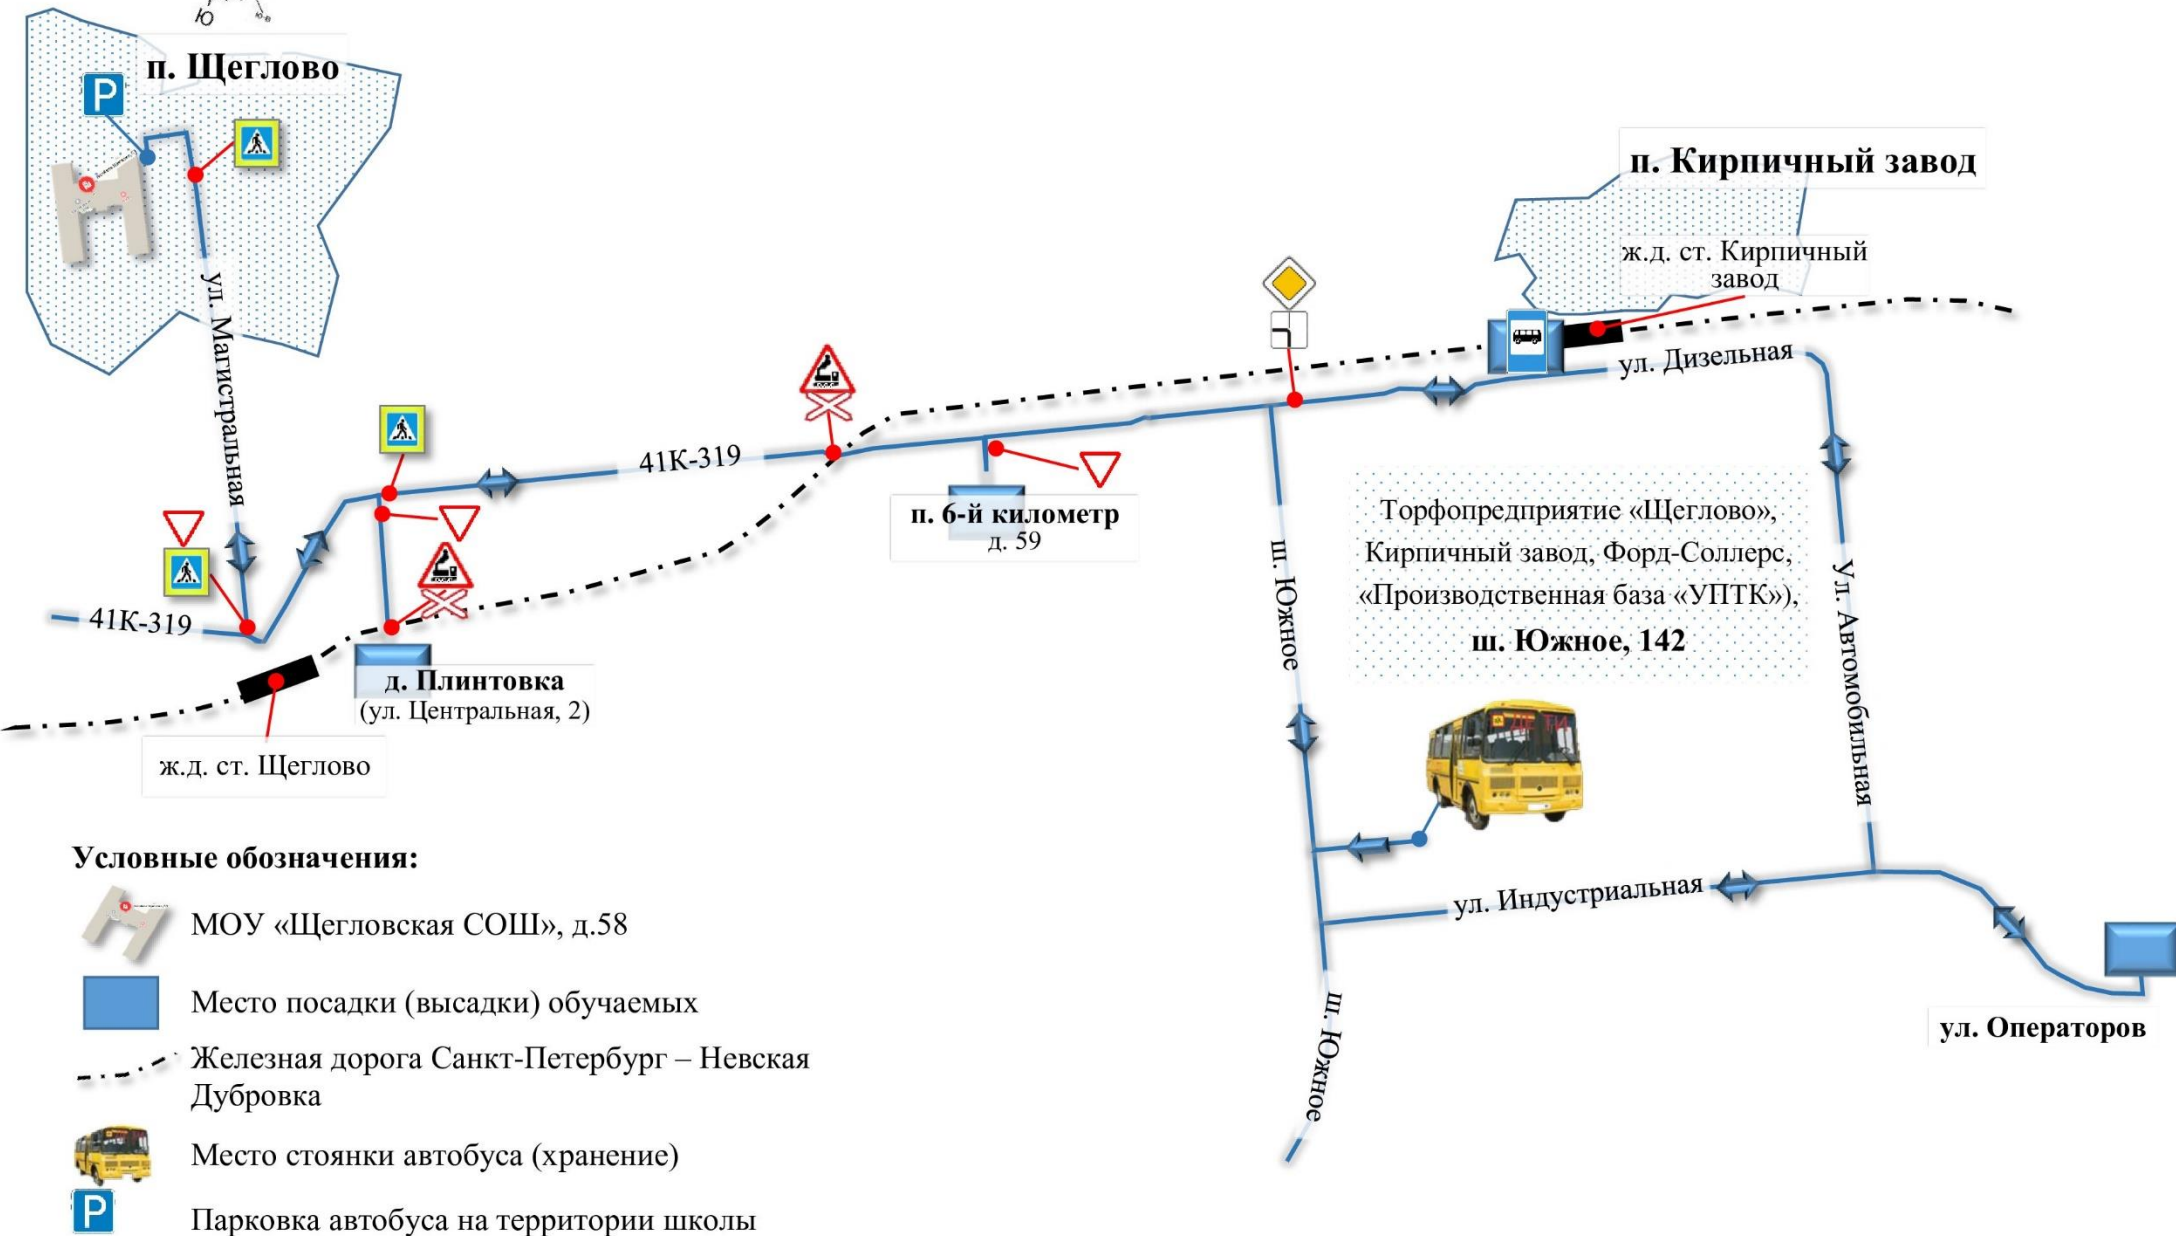 Ю
Ю-В
п. Щеглово
P
п. Кирпичный завод
ж.д. ст. Кирпичный
завод
ул. Дизельная
ул. Магистральная
41К-319
41К-319
п. 6-й километр
д. 59
ш. Южное
Торфопредприятие «Щеглово»,
Кирпичный завод, Форд-Соллерс,
«Производственная база «УПТК»),
ш. Южное, 142
Ул. Автомобильная
д. Плинтовка
(ул. Центральная, 2)
ж.д. ст. Щеглово
ДЕТИ
ул. Индустриальная
ул. Операторов
ш. Южное
Условные обозначения:
МОУ «Щегловская СОШ», д.58
Место посадки (высадки) обучаемых
Железная дорога Санкт-Петербург – Невская
Дубровка
Место стоянки автобуса (хранение)
P
Парковка автобуса на территории школы